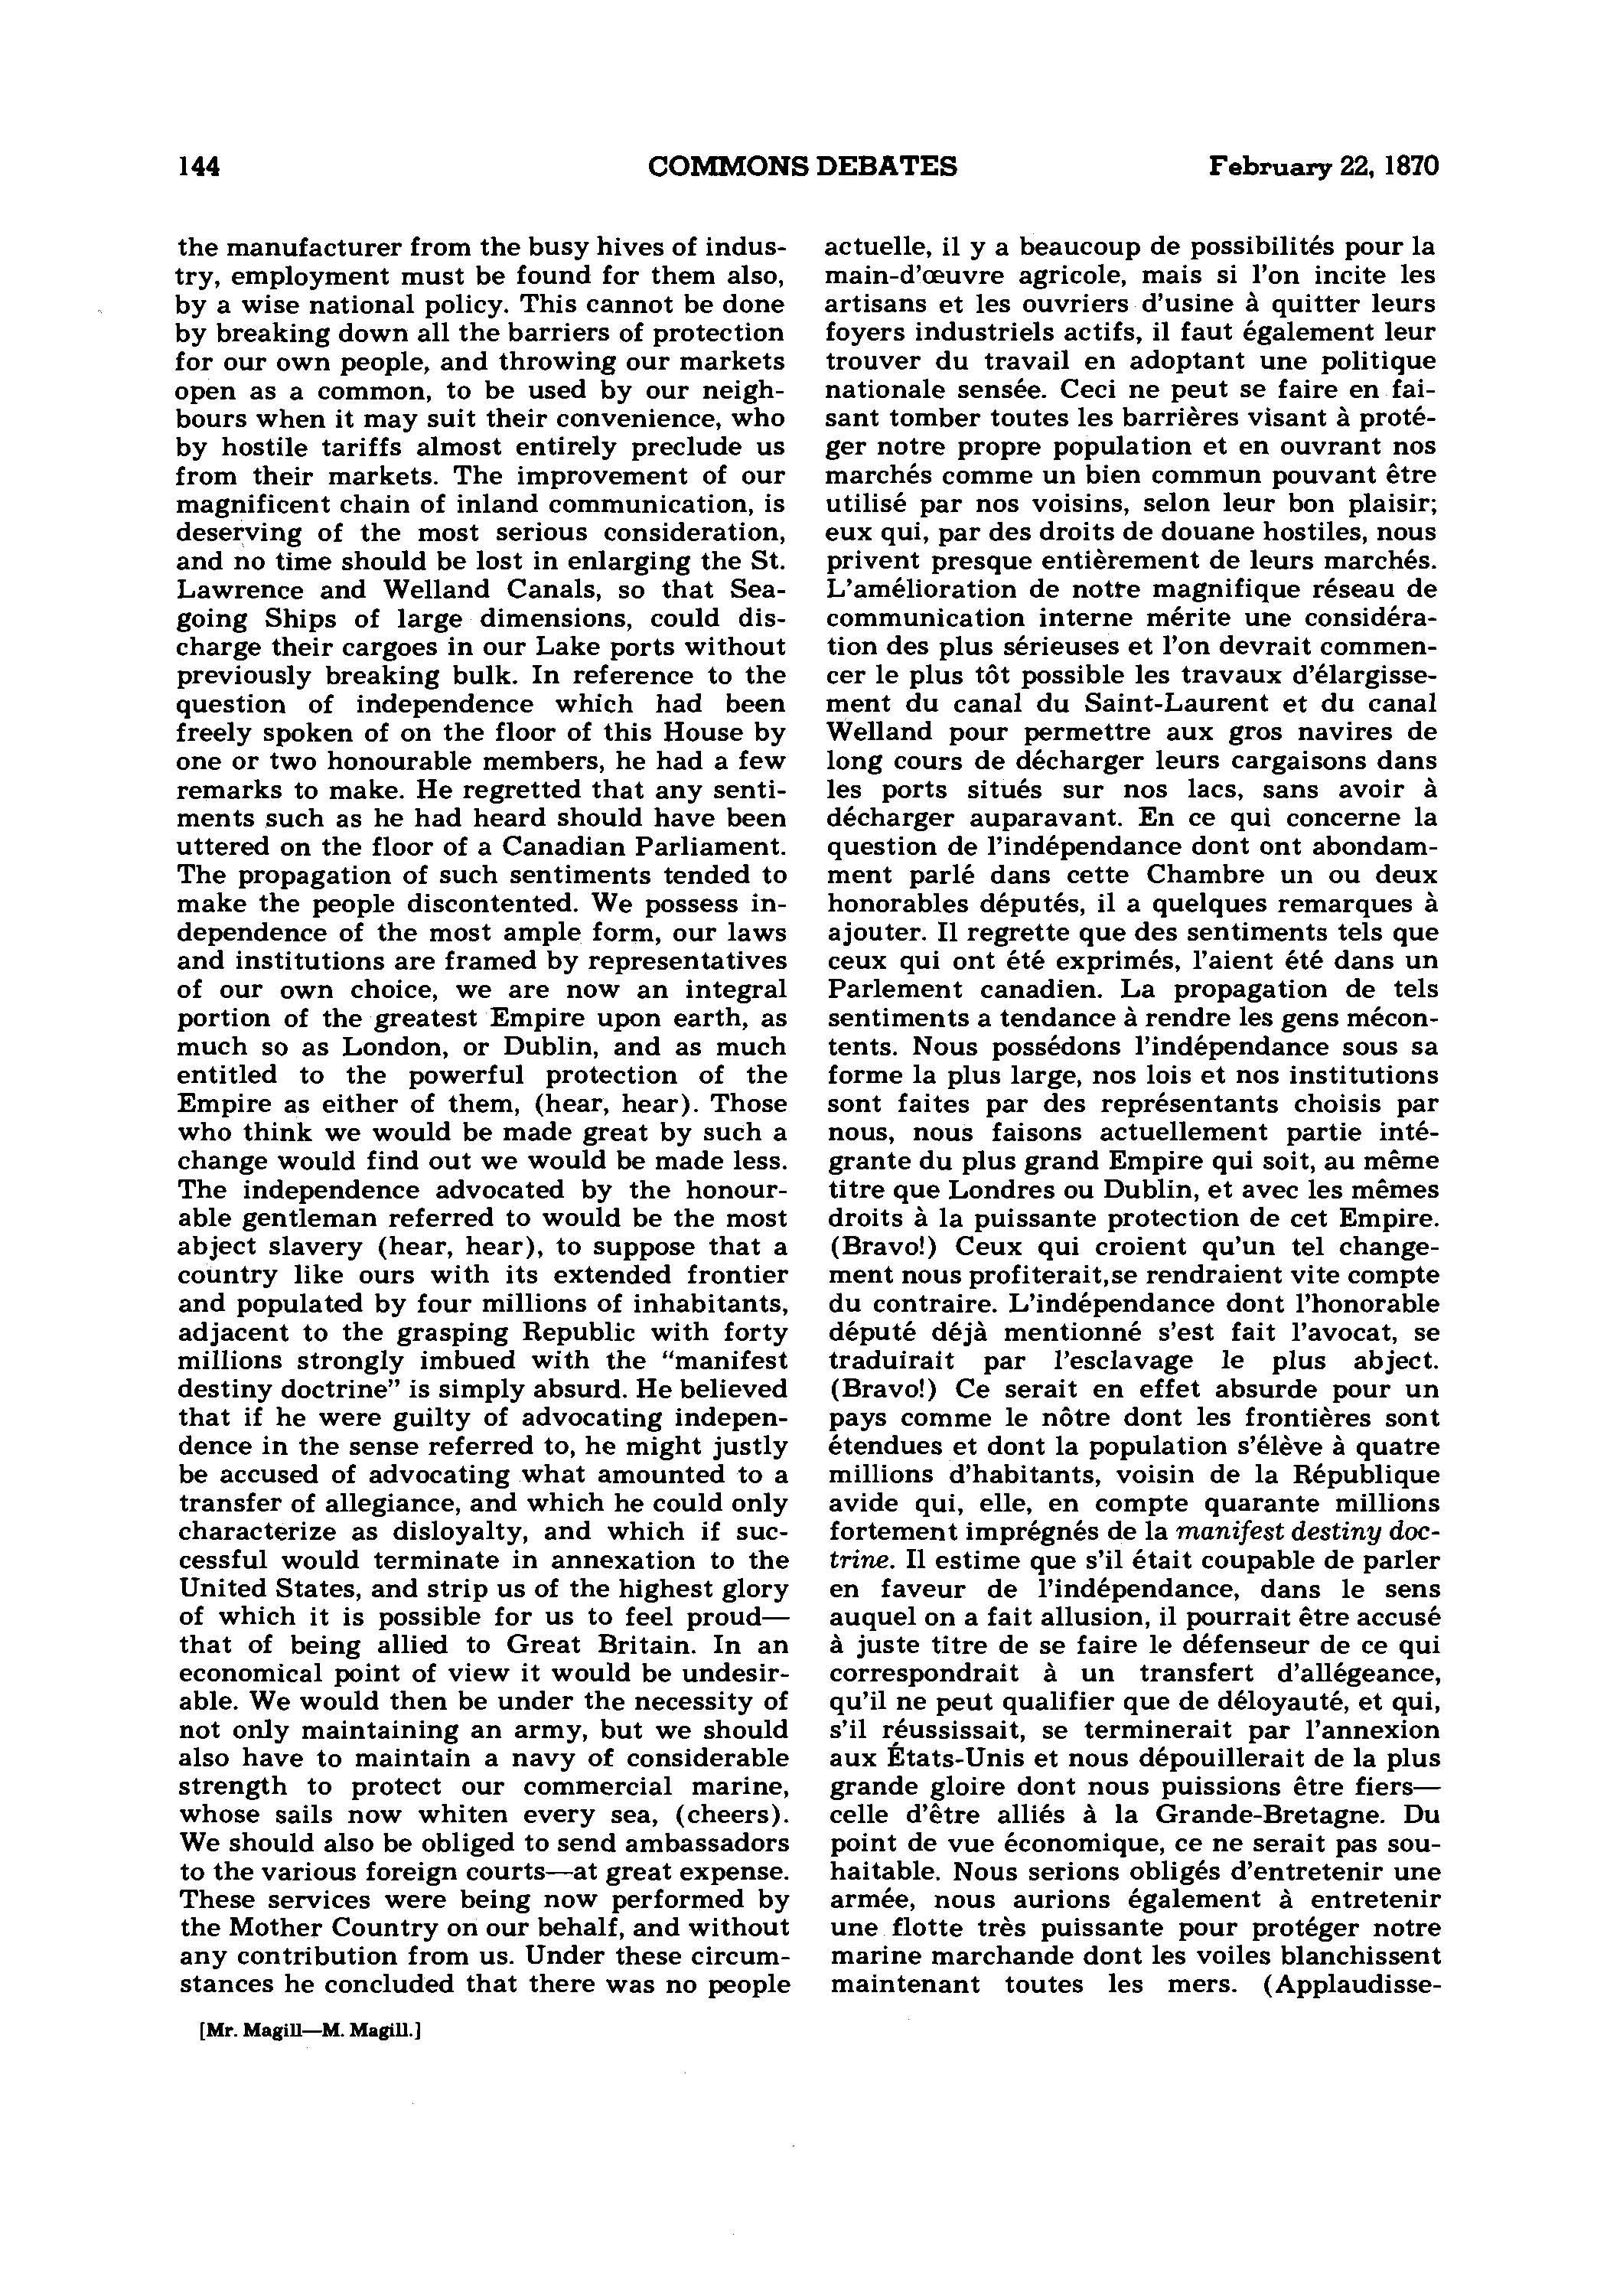 144
COMMONS DEBATES
February 22, 1870
the manufacturer from the busy hives of indus-
try, employment must be found for them also,
by a wise national policy. This cannot be done
by breaking down all the barriers of protection
for our own people, and throwing our markets
open as a common, to be used by our neigh-
bours when it may suit their convenience, who
by hostile tariffs almost entirely preclude us
from their markets. The improvement of our
magnificent chain of inland communication, is
deserving of the most serious consideration,
and no time should be lost in enlarging the St.
Lawrence and Welland Canals, so that Sea-
going Ships of large dimensions, could dis-
charge their cargoes in our Lake ports without
previously breaking bulk. In reference to the
question of independence which had been
freely spoken of on the floor of this House by
one or two honourable members, he had a few
remarks to make. He regretted that any senti-
ments such as he had heard should have been
uttered on the floor of a Canadian Parliament.
The propagation of such sentiments tended to
make the people discontented. We possess in-
dependence of the most ample form, our laws
and institutions are framed by representatives
of our own choice, we are now an integral
portion of the greatest Empire upon earth, as
much so as London, or Dublin, and as much
entitled to the powerful protection of the
Empire as either of them, (hear, hear). Those
who think we would be made great by such a
change would find out we would be made less.
The independence advocated by the honour-
able gentleman referred to would be the most
abject slavery (hear, hear), to suppose that a
country like ours with its extended frontier
and populated by four millions of inhabitants,
adjacent to the grasping Republic with forty
millions strongly imbued with the "manifest
destiny doctrine" is simply absurd. He believed
that if he were guilty of advocating indepen-
dence in the sense referred to, he might justly
be accused of advocating what amounted to a
transfer of allegiance, and which he could only
characterize as disloyalty, and which if suc-
cessful would terminate in annexation to the
United States, and strip us of the highest glory
of which it is possible for us to feel proud—
that of being allied to Great Britain. In an
economical point of view it would be undesir-
able. We would then be under the necessity of
not only maintaining an army, but we should
also have to maintain a navy of considerable
strength to protect our commercial marine,
whose sails now whiten every sea, (cheers).
We should also be obliged to send ambassadors
to the various foreign courts—at great expense.
These services were being now performed by
the Mother Country on our behalf, and without
any contribution from us. Under these circum-
stances he concluded that there was no people
actuelle, il y a beaucoup de possibilités pour la
main-d'œuvre agricole, mais si l'on incite les
artisans et les ouvriers d'usine à quitter leurs
foyers industriels actifs, il faut également leur
trouver du travail en adoptant une politique
nationale sensée. Ceci ne peut se faire en fai-
sant tomber toutes les barrières visant à proté-
ger notre propre population et en ouvrant nos
marchés comme un bien commun pouvant être
utilisé par nos voisins, selon leur bon plaisir;
eux qui, par des droits de douane hostiles, nous
privent presque entièrement de leurs marchés.
L'amélioration de notre magnifique réseau de
communication interne mérite une considéra-
tion des plus sérieuses et l'on devrait commen-
cer le plus tôt possible les travaux d'élargisse-
ment du canal du Saint-Laurent et du canal
Welland pour permettre aux gros navires de
long cours de décharger leurs cargaisons dans
les ports situés sur nos lacs, sans avoir à
décharger auparavant. En ce qui concerne la
question de l'indépendance dont ont abondam-
ment parlé dans cette Chambre un ou deux
honorables députés, il a quelques remarques à
ajouter. Il regrette que des sentiments tels que
ceux qui ont été exprimés, l'aient été dans un
Parlement canadien. La propagation de tels
sentiments a tendance à rendre les gens mécon-
tents. Nous possédons l'indépendance sous sa
forme la plus large, nos lois et nos institutions
sont faites par des représentants choisis par
nous, nous faisons actuellement partie inté-
grante du plus grand Empire qui soit, au même
titre que Londres ou Dublin, et avec les mêmes
droits à la puissante protection de cet Empire.
(Bravo!) Ceux qui croient qu'un tel change-
ment nous profiterait,se rendraient vite compte
du contraire. L'indépendance dont l'honorable
député déjà mentionné s'est fait l'avocat, se
traduirait par l'esclavage le plus abject.
(Bravo!) Ce serait en effet absurde pour un
pays comme le nôtre dont les frontières sont
étendues et dont la population s'élève à quatre
millions d'habitants, voisin de la République
avide qui, elle, en compte quarante millions
fortement imprégnés de la manifest destiny doc-
trine. Il estime que s'il était coupable de parler
en faveur de l'indépendance, dans le sens
auquel on a fait allusion, il pourrait être accusé
à juste titre de se faire le défenseur de ce qui
correspondrait à un transfert d'allégeance,
qu'il ne peut qualifier que de déloyauté, et qui,
s'il réussissait, se terminerait par l'annexion
aux États-Unis et nous dépouillerait de la plus
grande gloire dont nous puissions être fiers—
celle d'être alliés à la Grande-Bretagne. Du
point de vue économique, ce ne serait pas sou-
haitable. Nous serions obligés d'entretenir une
armée, nous aurions également à entretenir
une flotte très puissante pour protéger notre
marine marchande dont les voiles blanchissent
maintenant toutes les mers. (Applaudisse-
[Mr. Magill—M. Magill.]